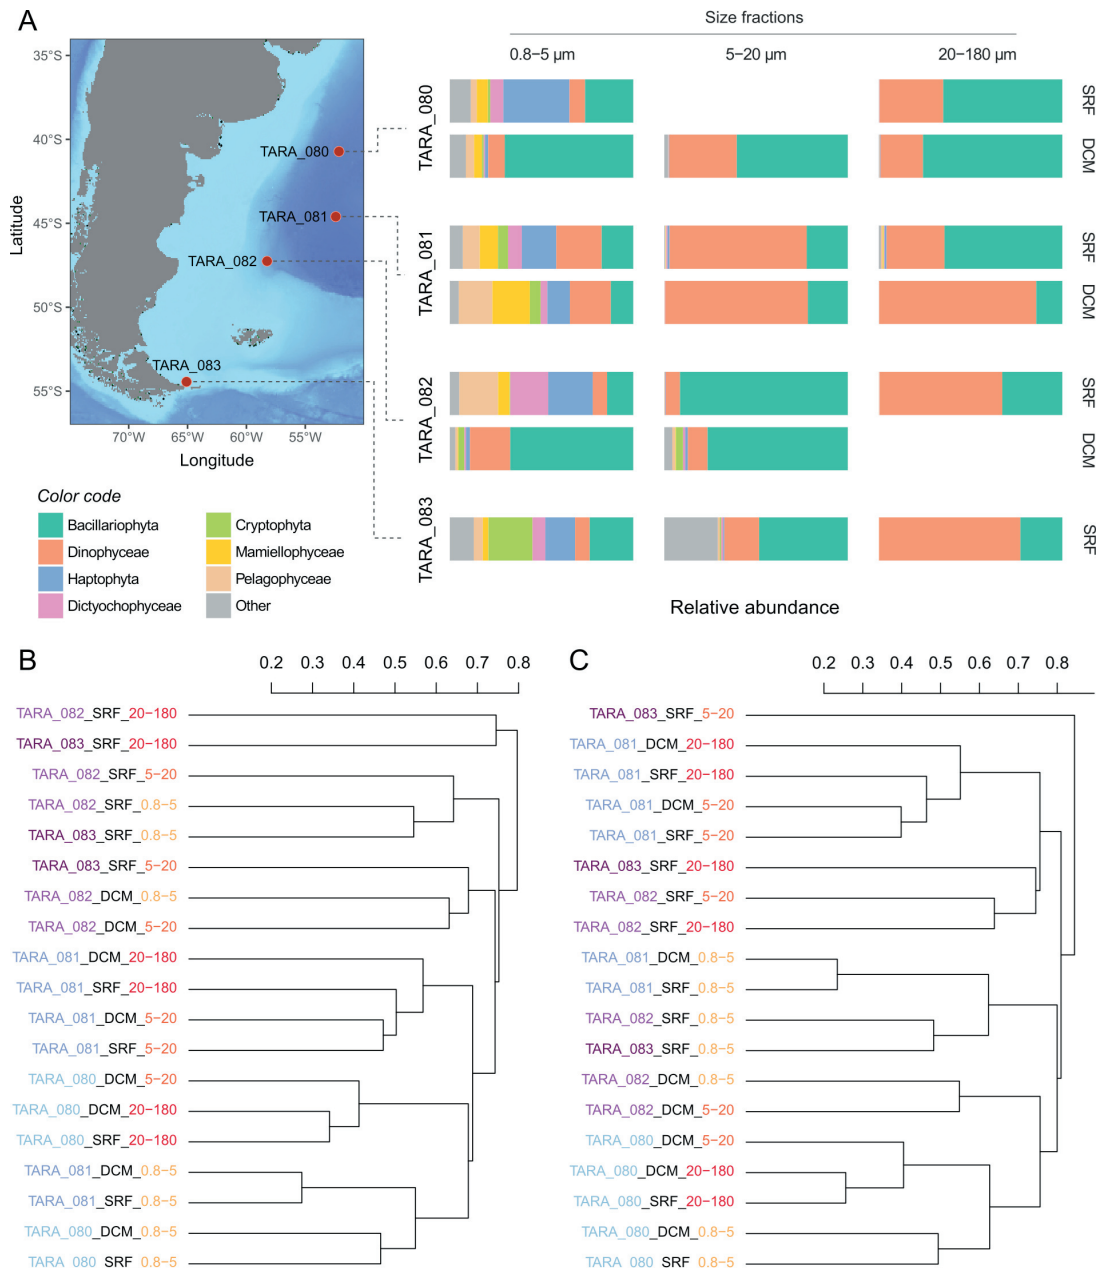 A
Size fractions
0.8−5 µm
5−20 µm
20−180 µm
35°S
40°S
45°S
50°S
55°S
Latitude
70°W
65°W
55°W
Longitude
TARA_080
TARA_081
TARA_082
TARA_083
TARA_080
SRF
DCM
TARA_081
SRF
DCM
TARA_082
SRF
DCM
TARA_083
SRF
Relative abundance
Color code
Bacillariophyta
Dinophyceae
Haptophyta
Dictyochophyceae
Cryptophyta
Mamiellophyceae
Pelagophyceae
Other
B
0.2 0.3 0.4 0.5 0.6 0.7 0.8
TARA_082_SRF_20−180
TARA_083_SRF_20−180
TARA_082_SRF_5−20
TARA_082_SRF_0.8−5
TARA_083_SRF_0.8−5
TARA_083_SRF_5−20
TARA_082_DCM_0.8−5
TARA_082_DCM_5−20
TARA_081_DCM_20−180
TARA_081_SRF_20−180
TARA_081_DCM_5−20
TARA_081_SRF_5−20
TARA_080_DCM_5−20
TARA_080_DCM_20−180
TARA_080_SRF_20−180
TARA_081_DCM_0.8−5
TARA_081_SRF_0.8−5
TARA_080_DCM_0.8−5
TARA_080_SRF_0.8−5
C
0.2 0.3 0.4 0.5 0.6 0.7 0.8
TARA_083_SRF_5−20
TARA_081_DCM_20−180
TARA_081_SRF_20−180
TARA_081_DCM_5−20
TARA_081_SRF_5−20
TARA_083_SRF_20−180
TARA_082_SRF_5−20
TARA_082_SRF_20−180
TARA_081_DCM_0.8−5
TARA_081_SRF_0.8−5
TARA_082_SRF_0.8−5
TARA_083_SRF_0.8−5
TARA_082_DCM_0.8−5
TARA_082_DCM_5−20
TARA_080_DCM_5−20
TARA_080_DCM_20−180
TARA_080_SRF_20−180
TARA_080_DCM_0.8−5
TARA_080_SRF_0.8−5